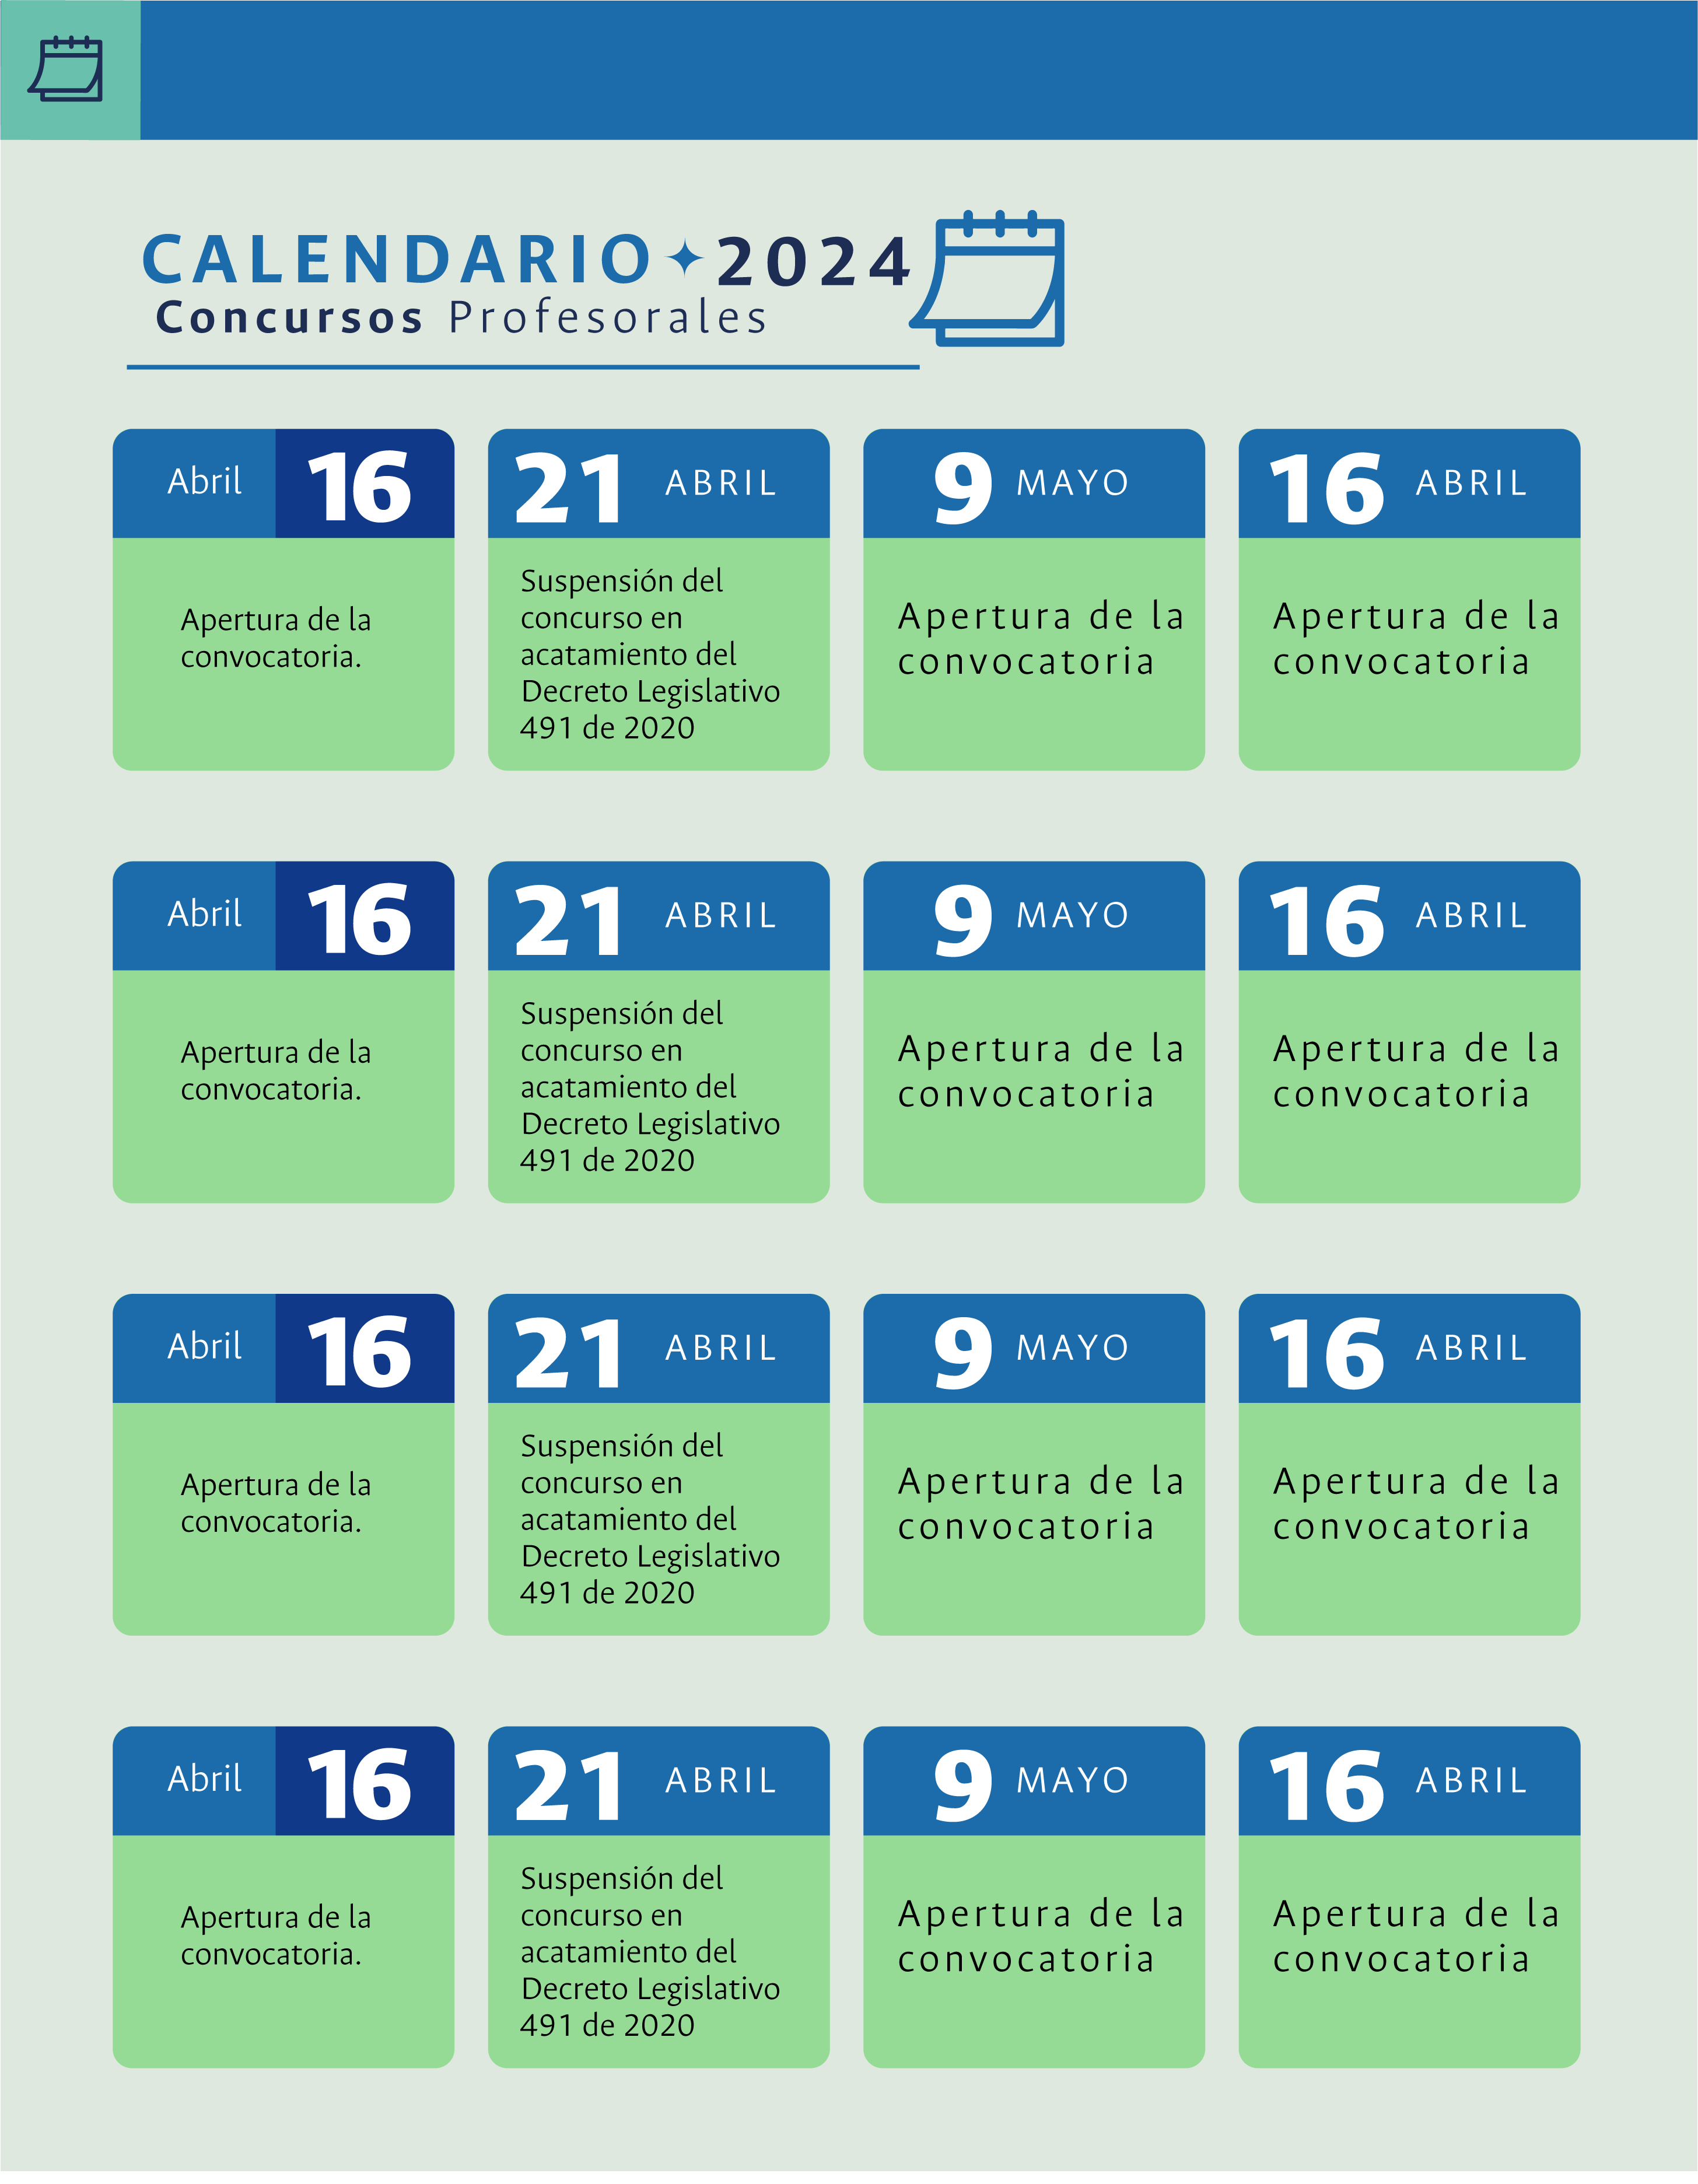 CALENDARIO 2024
Concursos Profesorales
Abril 16
Apertura de la
convocatoria.
21 ABRIL
Suspensión del
concurso en
acatamiento del
Decreto Legislativo
491 de 2020
9 MAYO
Apertura de la
convocatoria
16 ABRIL
Apertura de la
convocatoria
Abril 16
Apertura de la
convocatoria.
21 ABRIL
Suspensión del
concurso en
acatamiento del
Decreto Legislativo
491 de 2020
9 MAYO
Apertura de la
convocatoria
16 ABRIL
Apertura de la
convocatoria
Abril 16
Apertura de la
convocatoria.
21 ABRIL
Suspensión del
concurso en
acatamiento del
Decreto Legislativo
491 de 2020
9 MAYO
Apertura de la
convocatoria
16 ABRIL
Apertura de la
convocatoria
Abril 16
Apertura de la
convocatoria.
21 ABRIL
Suspensión del
concurso en
acatamiento del
Decreto Legislativo
491 de 2020
9 MAYO
Apertura de la
convocatoria
16 ABRIL
Apertura de la
convocatoria